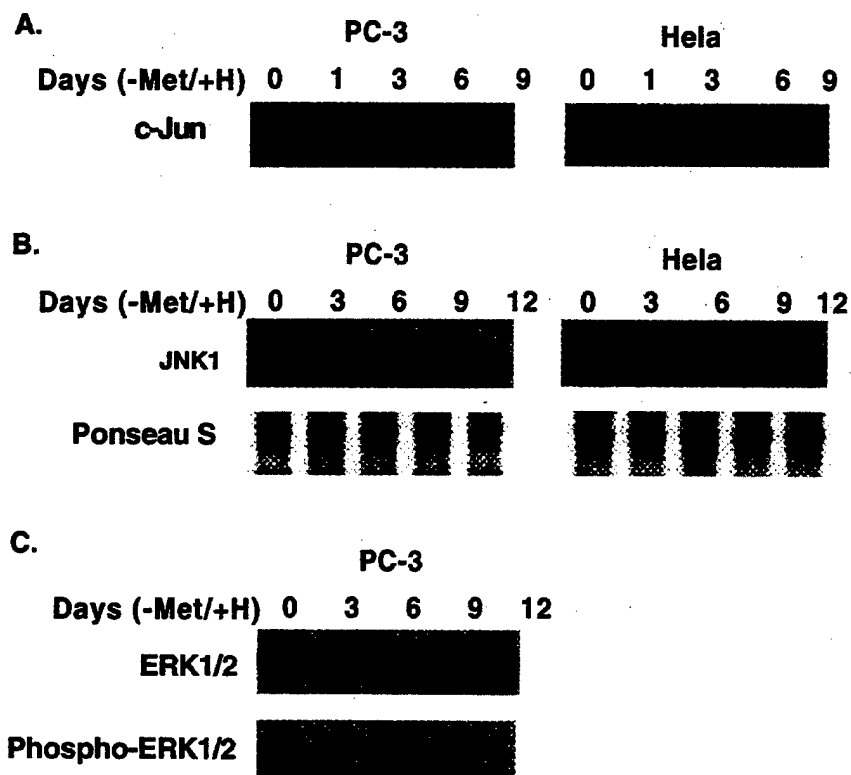 A.
PC-3 Hela
Days (-Met/+H) 0 1 3 6 9 0 1 3 6 9
c-Jun
B.
PC-3 Hela
Days (-Met/+H) 0 3 6 9 12 0 3 6 9 12
JNK1
Ponseau S
C.
PC-3
Days (-Met/+H) 0 3 6 9 12
ERK1/2
Phospho-ERK1/2